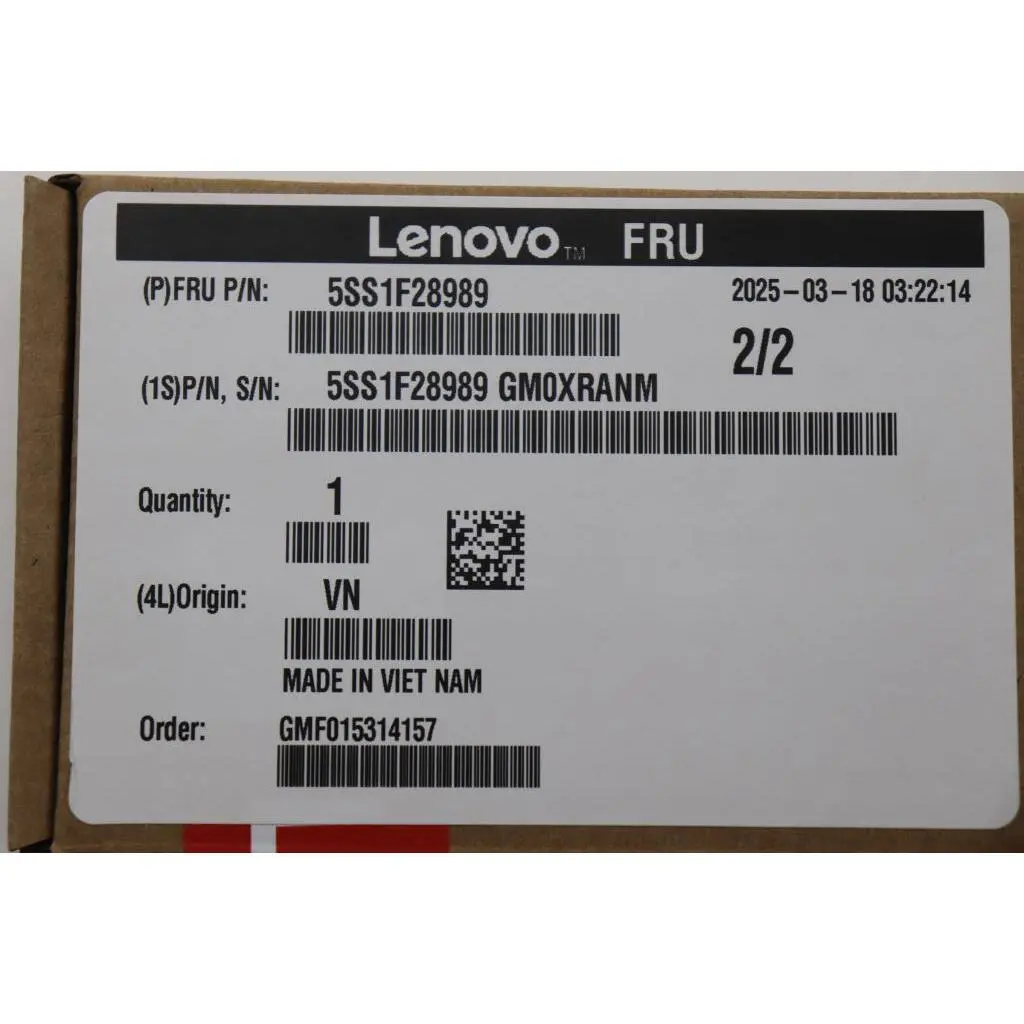 Lenovo™ FRU
(P)FRU P/N: 5SS1F28989 2025-03-18 03:22:14
2/2
(1S)P/N, S/N: 5SS1F28989 GM0XRANM
Quantity: 1
(4L)Origin: VN
MADE IN VIET NAM
Order: GMF015314157